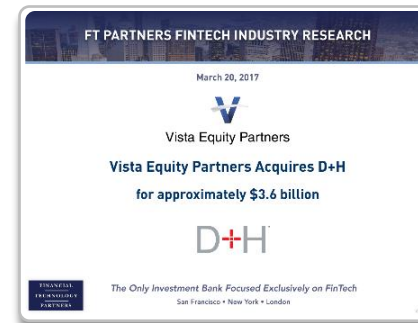 FT PARTNERS FINTECH INDUSTRY RESEARCH
March 20, 2017
V
Vista Equity Partners
Vista Equity Partners Acquires D+H
for approximately $3.6 billion
D+H
FINANCIAL
TECHNOLOGY
PARTNERS
The Only Investment Bank Focused Exclusively on FinTech
San Francisco • New York • London